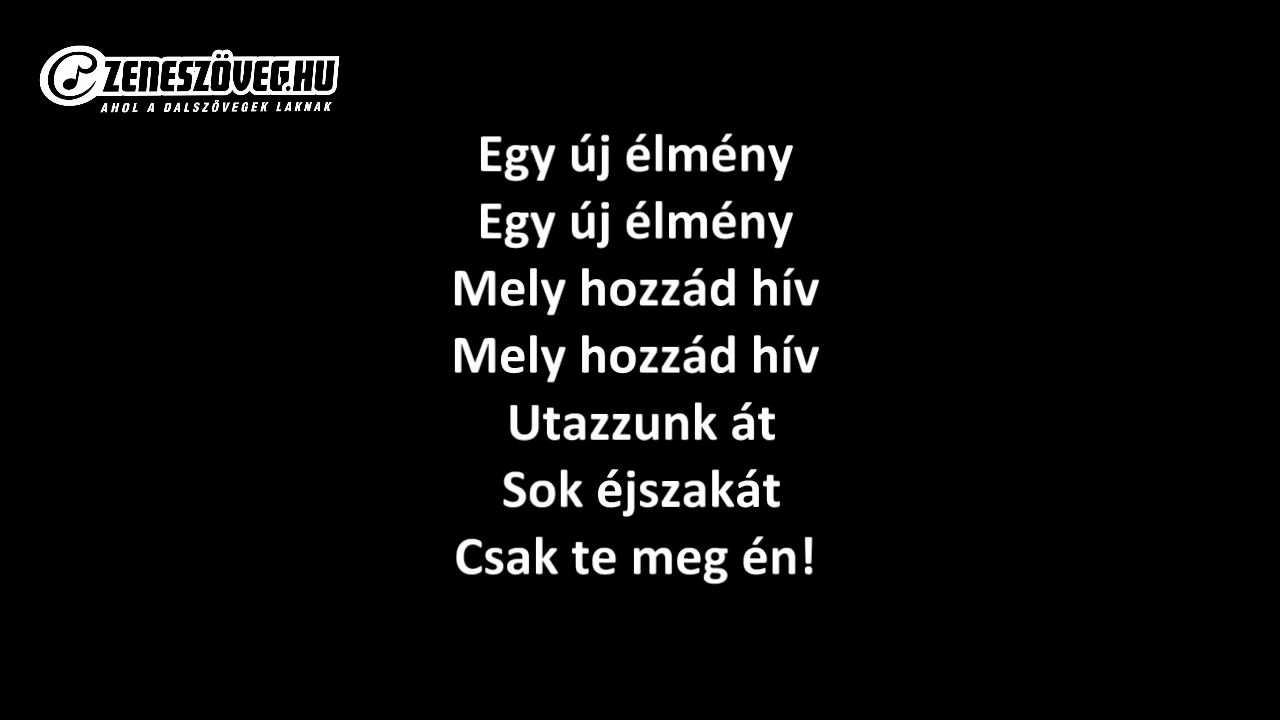 ZENESZÖVEG.HU
AHOL A DALSZÖVEGEK LAKNAK
Egy új élmény
Egy új élmény
Mely hozzád hív
Mely hozzád hív
Utazzunk át
Sok éjszakát
Csak te meg én!